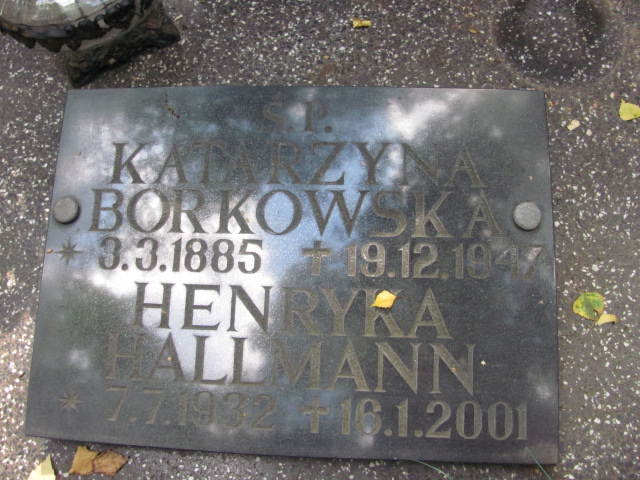 Ś.P.
KATARZYNA
BORKOWSKA
* 3.3.1885 † 19.12.1947
HENRYKA
HALLMANN
* 7.7.1932 † 16.1.2001